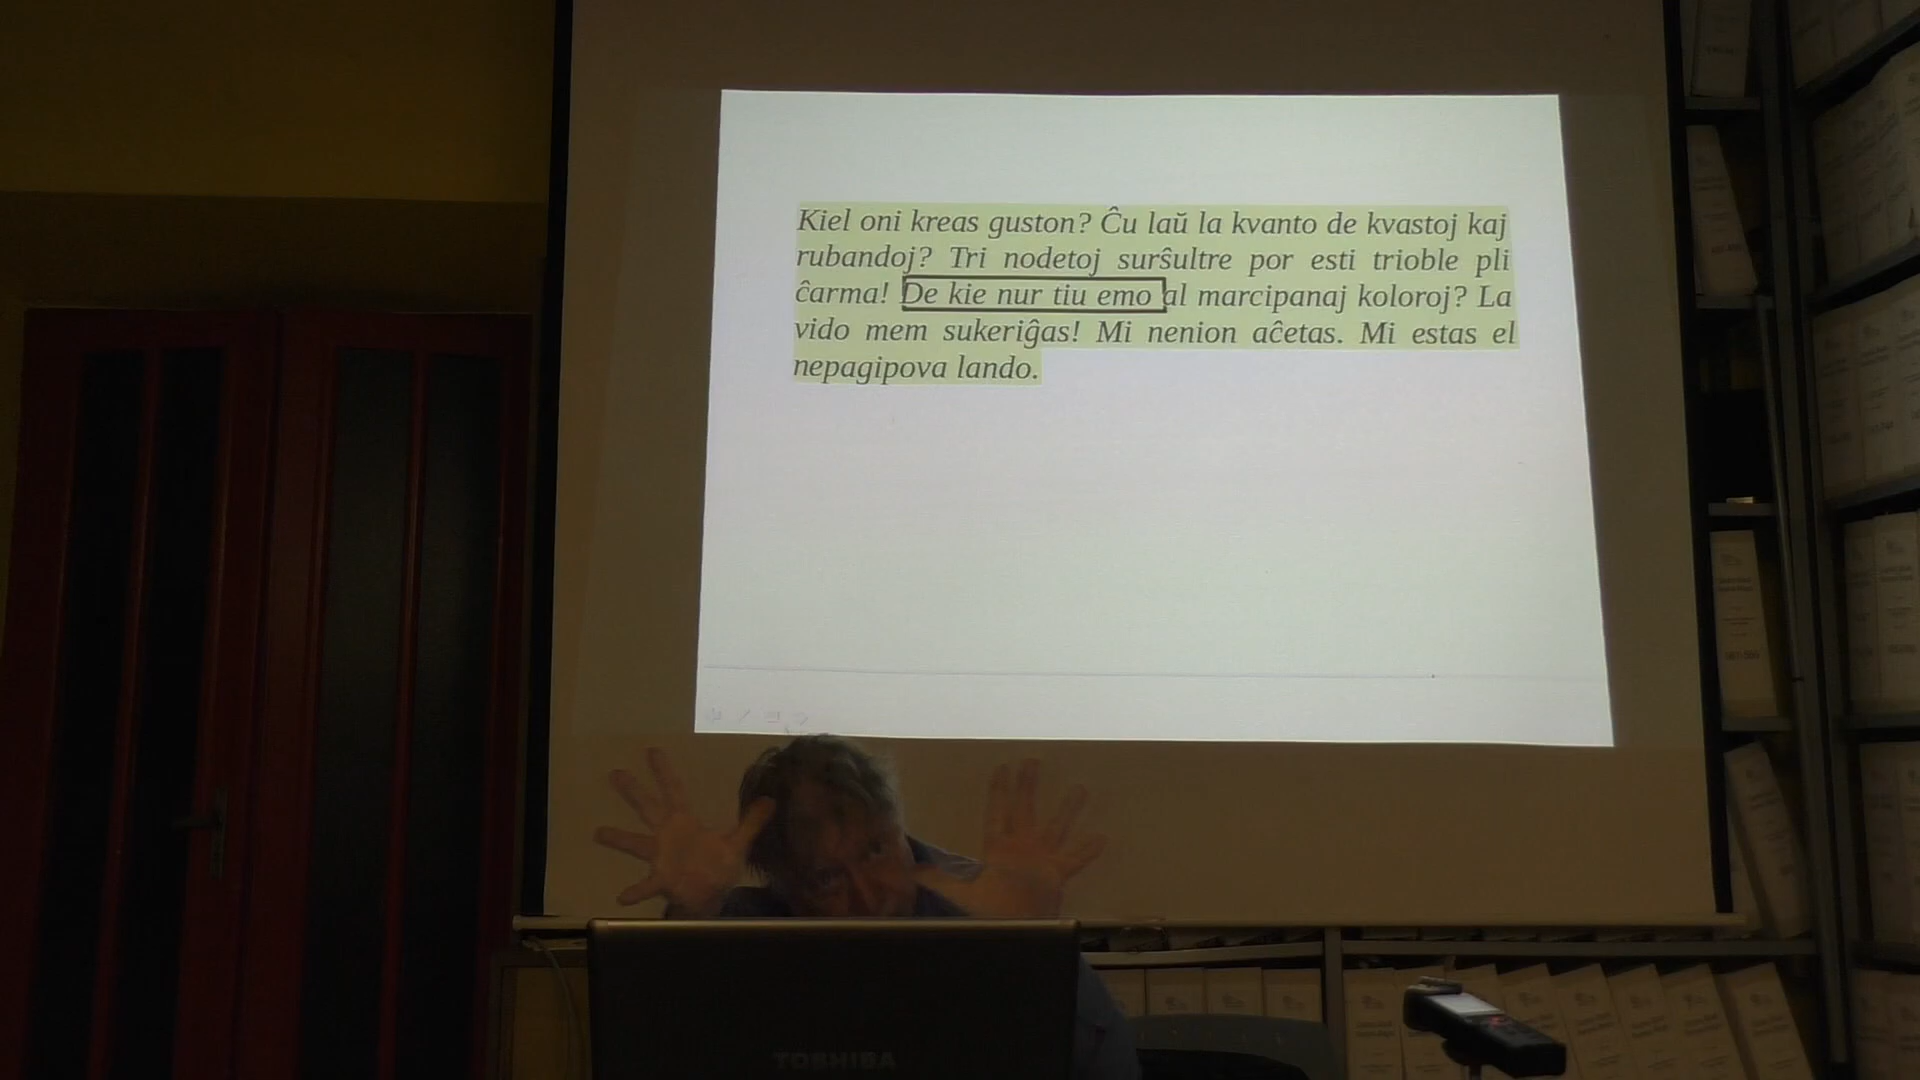 Kiel oni kreas guston? Ĉu laŭ la kvanto de kvastoj kaj
rubandoj? Tri nodetoj surŝultre por esti trioble pli
ĉarma! De kie nur tiu emo al marcipanaj koloroj? La
vido mem sukeriĝas! Mi nenion aĉetas. Mi estas el
nepagipova lando.
TOSHIBA